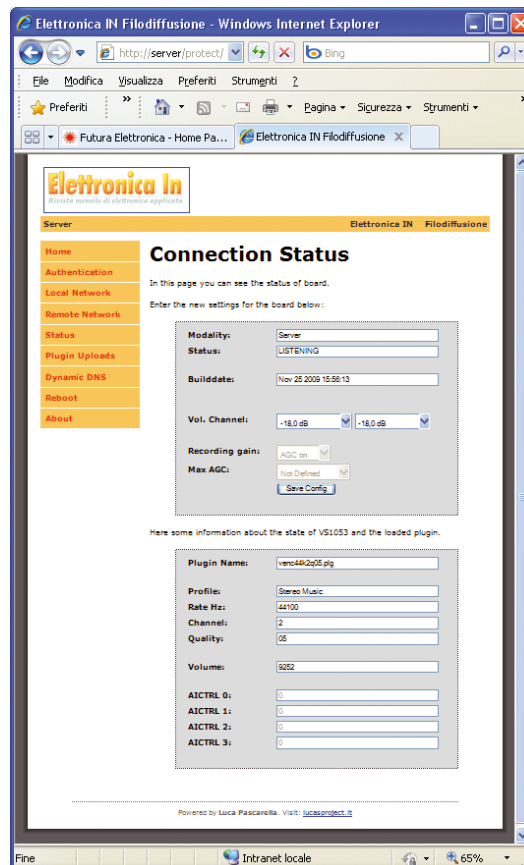 Elettronica IN Filodiffusione - Windows Internet Explorer
http://server/protect/
Bing
File Modifica Visualizza Preferiti Strumenti ?
Preferiti » Pagina Sicurezza Strumenti »
Futura Elettronica - Home Pa... Elettronica IN Filodiffusione X
Elettronica In
Rivista mensile di elettronica applicata
Server Elettronica IN Filodiffusione
Home
Authentication
Local Network
Remote Network
Status
Plugin Uploads
Dynamic DNS
Reboot
About
Connection Status
In this page you can see the status of board.
Enter the new settings for the board below:
Modality: Server
Status: LISTENING
Builddate: Nov 25 2009 15:56:13
Vol. Channel: -18,0 dB -18,0 dB
Recording gain: AGC on
Max AGC: Not Defined
Save Config
Here some information about the state of VS1053 and the loaded plugin.
Plugin Name: venc44k2q05.plg
Profile: Stereo Music
Rate Hz: 44100
Channel: 2
Quality: 05
Volume: 9252
AICTRL 0: 0
AICTRL 1: 0
AICTRL 2: 0
AICTRL 3: 0
Powered by Luca Pascarella. Visit: lucasproject.it
Fine Intranet locale 65%